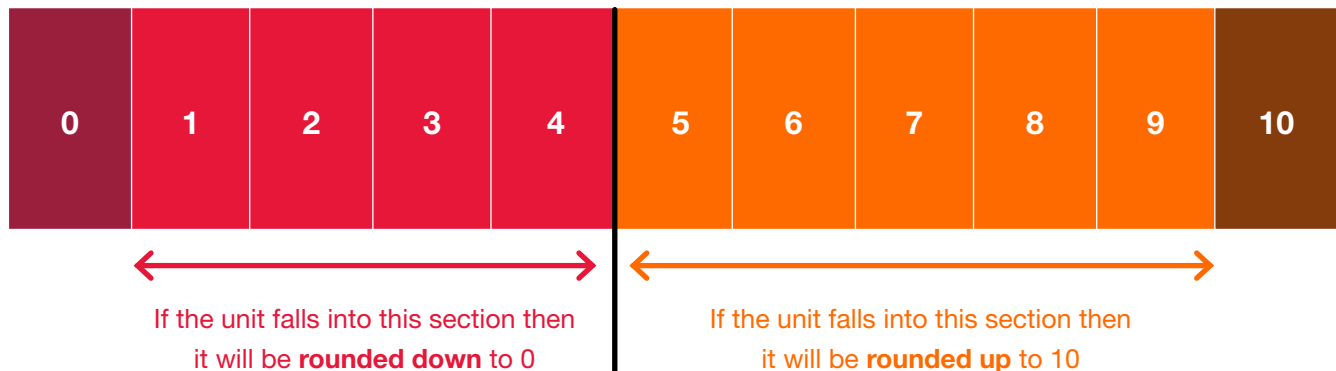 0 1 2 3 4 5 6 7 8 9 10
If the unit falls into this section then
it will be rounded down to 0
If the unit falls into this section then
it will be rounded up to 10